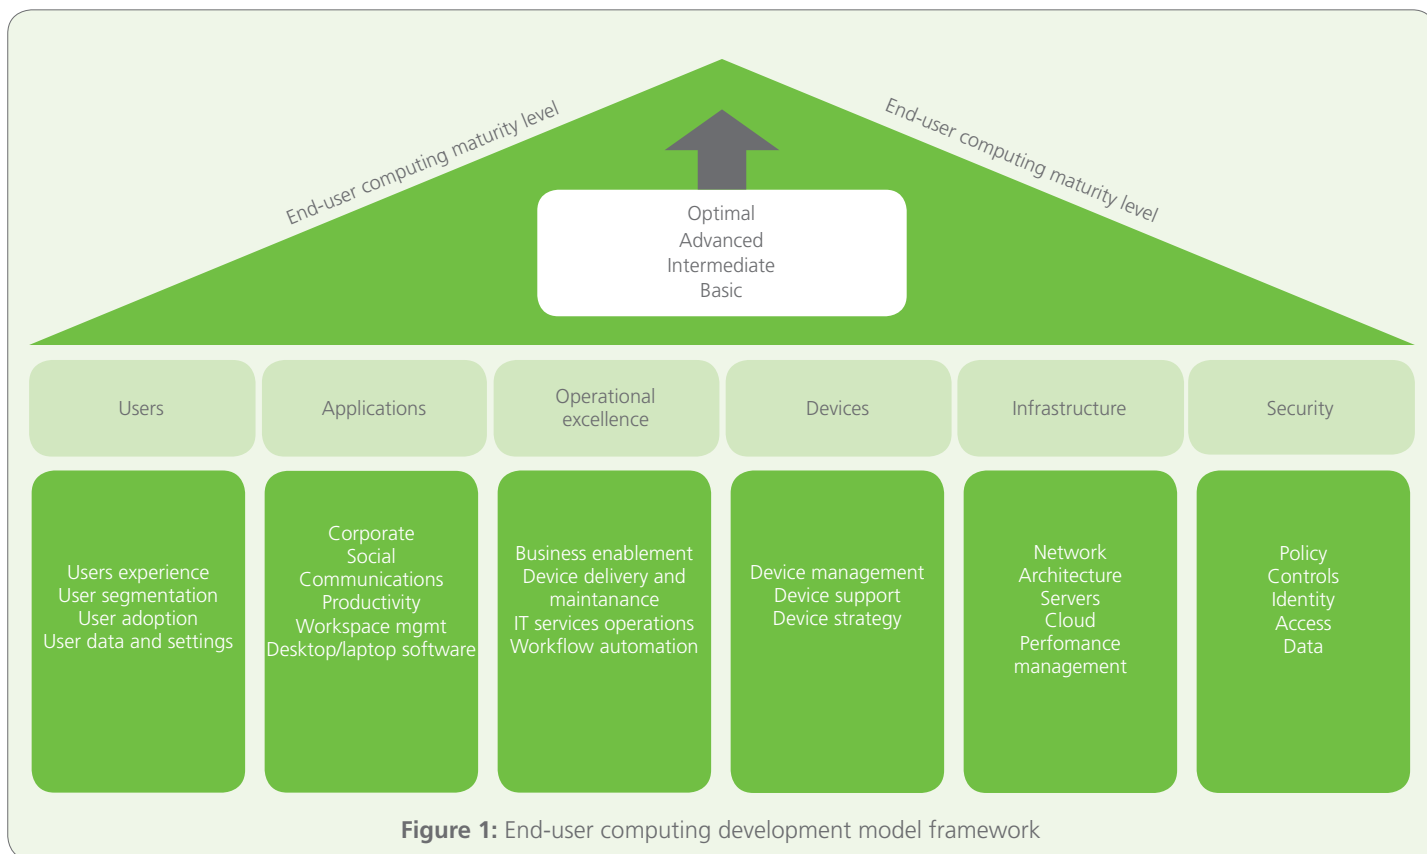 End-user computing maturity level
End-user computing maturity level
Optimal
Advanced
Intermediate
Basic
Users
Applications
Operational
excellence
Devices
Infrastructure
Security
Users experience
User segmentation
User adoption
User data and settings
Corporate
Social
Communications
Productivity
Workspace mgmt
Desktop/laptop software
Business enablement
Device delivery and
maintanance
IT services operations
Workflow automation
Device management
Device support
Device strategy
Network
Architecture
Servers
Cloud
Perfomance
management
Policy
Controls
Identity
Access
Data
Figure 1: End-user computing development model framework